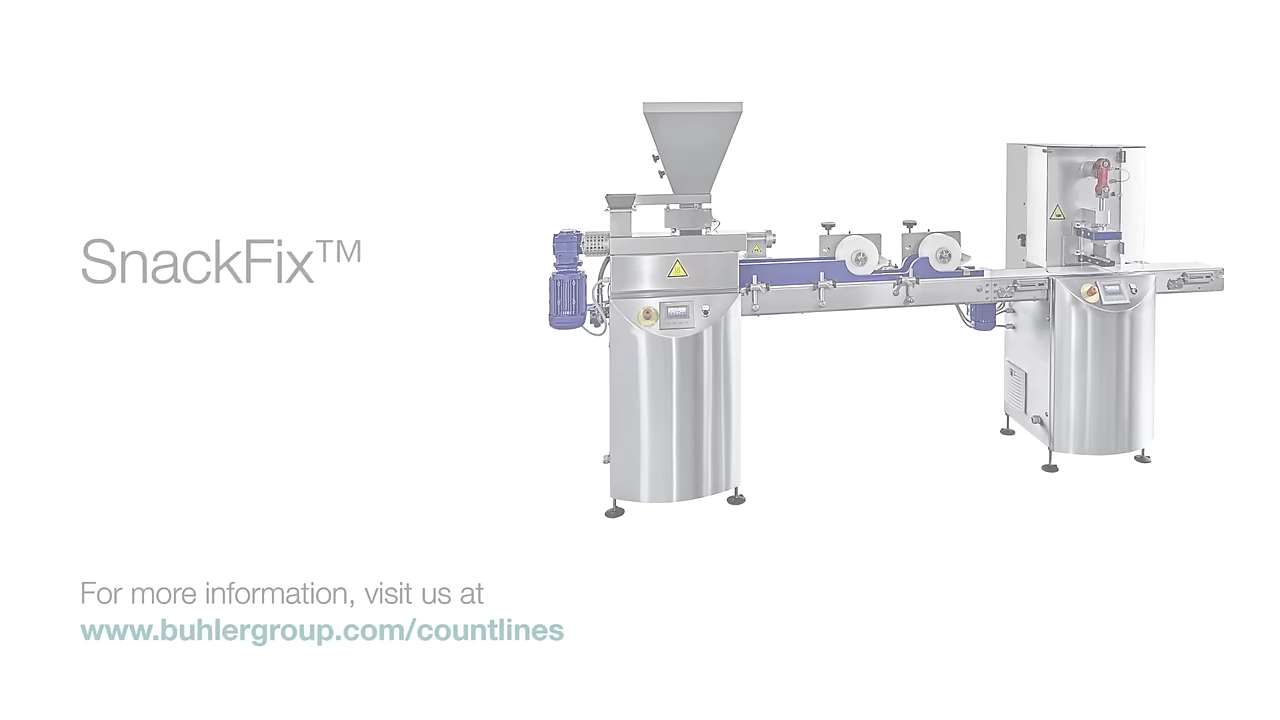 SnackFix™
For more information, visit us at
www.buhlergroup.com/countlines